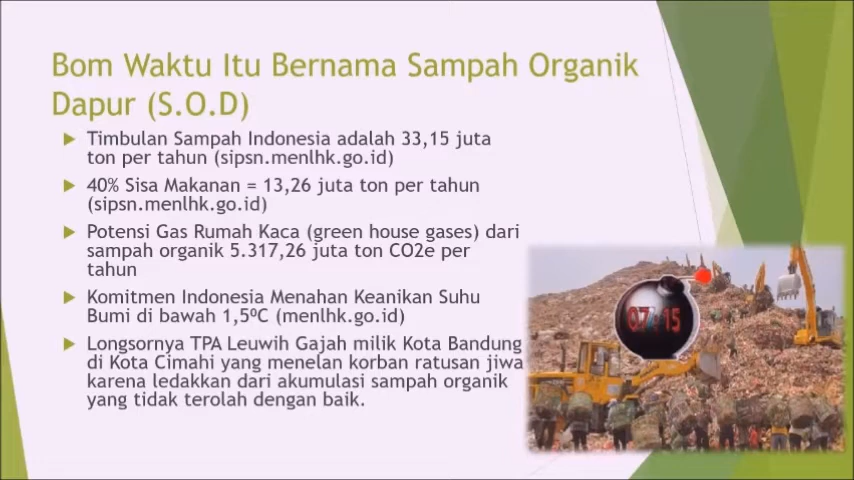 Bom Waktu Itu Bernama Sampah Organik
Dapur (S.O.D)
Timbulan Sampah Indonesia adalah 33,15 juta
ton per tahun (sipsn.menlhk.go.id)
40% Sisa Makanan = 13,26 juta ton per tahun
(sipsn.menlhk.go.id)
Potensi Gas Rumah Kaca (green house gases) dari
sampah organik 5.317,26 juta ton CO2e per
tahun
Komitmen Indonesia Menahan Keanikan Suhu
Bumi di bawah 1,5ºC (menlhk.go.id)
Longsornya TPA Leuwih Gajah milik Kota Bandung
di Kota Cimahi yang menelan korban ratusan jiwa
karena ledakkan dari akumulasi sampah organik
yang tidak terolah dengan baik.
07:15